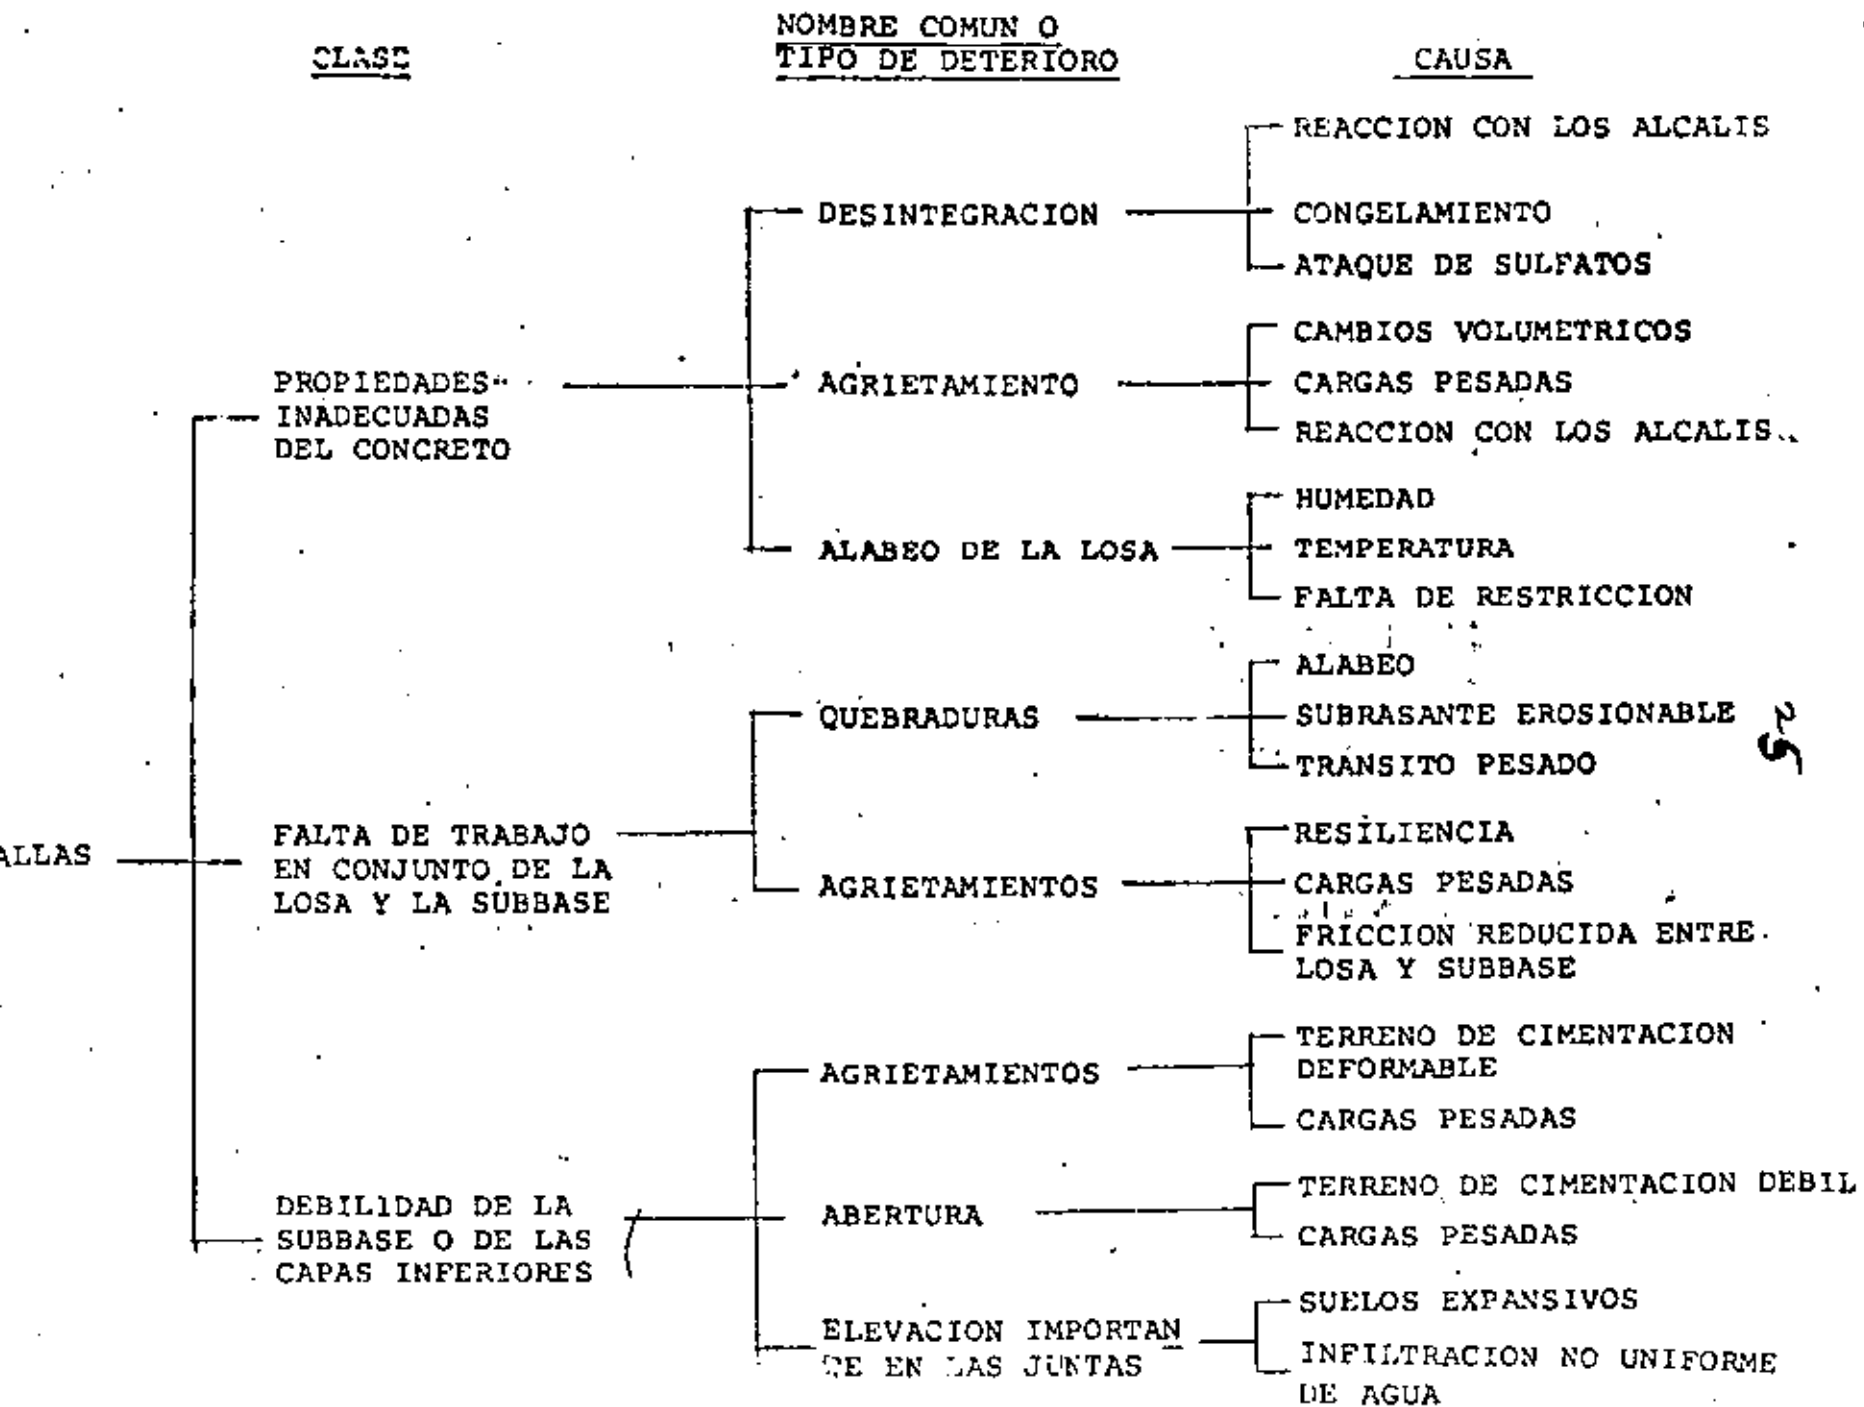 CLASE
NOMBRE COMUN O
TIPO DE DETERIORO
CAUSA
ALLAS
PROPIEDADES
INADECUADAS
DEL CONCRETO
DESINTEGRACION
REACCION CON LOS ALCALIS
CONGELAMIENTO
ATAQUE DE SULFATOS
AGRIETAMIENTO
CAMBIOS VOLUMETRICOS
CARGAS PESADAS
REACCION CON LOS ALCALIS
ALABEO DE LA LOSA
HUMEDAD
TEMPERATURA
FALTA DE RESTRICCION
FALTA DE TRABAJO
EN CONJUNTO DE LA
LOSA Y LA SUBBASE
QUEBRADURAS
ALABEO
SUBRASANTE EROSIONABLE
TRANSITO PESADO
AGRIETAMIENTOS
RESILIENCIA
CARGAS PESADAS
FRICCION REDUCIDA ENTRE
LOSA Y SUBBASE
DEBILIDAD DE LA
SUBBASE O DE LAS
CAPAS INFERIORES
AGRIETAMIENTOS
TERRENO DE CIMENTACION
DEFORMABLE
CARGAS PESADAS
ABERTURA
TERRENO DE CIMENTACION DEBIL
CARGAS PESADAS
ELEVACION IMPORTAN
TE EN LAS JUNTAS
SUELOS EXPANSIVOS
INFILTRACION NO UNIFORME
DE AGUA
25